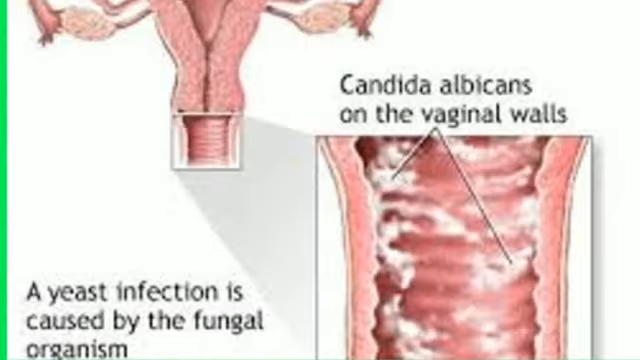 Candida albicans
on the vaginal walls
A yeast infection is
caused by the fungal
organism